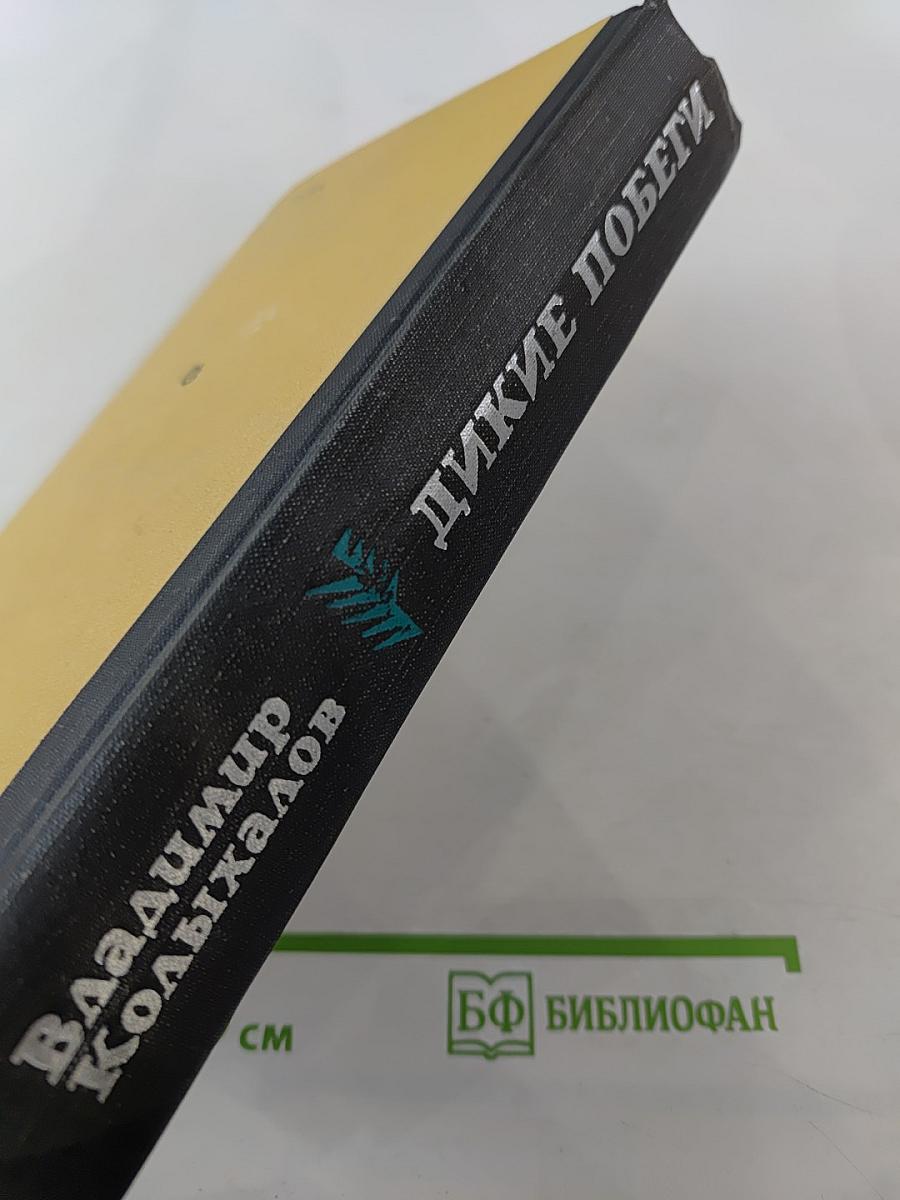 Владимир
Колыхалов
ДИКИЕ ПОБЕГИ
см
БФ БИБЛИОФАН